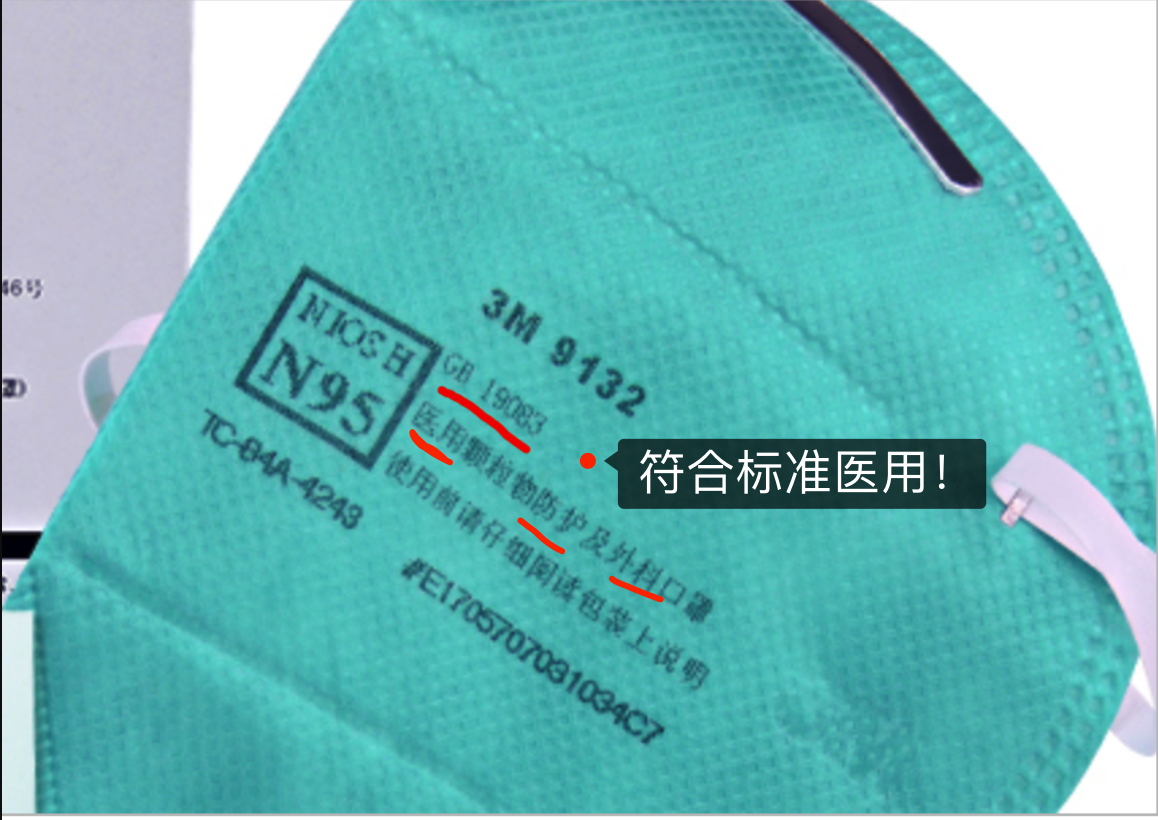 46号
3M 9132
NIOSH
N95
GB 19083
医用颗粒物防护及外科口罩
使用前请仔细阅读包装上说明
TC-84A-4243
#E1705707031034C7
符合标准医用！